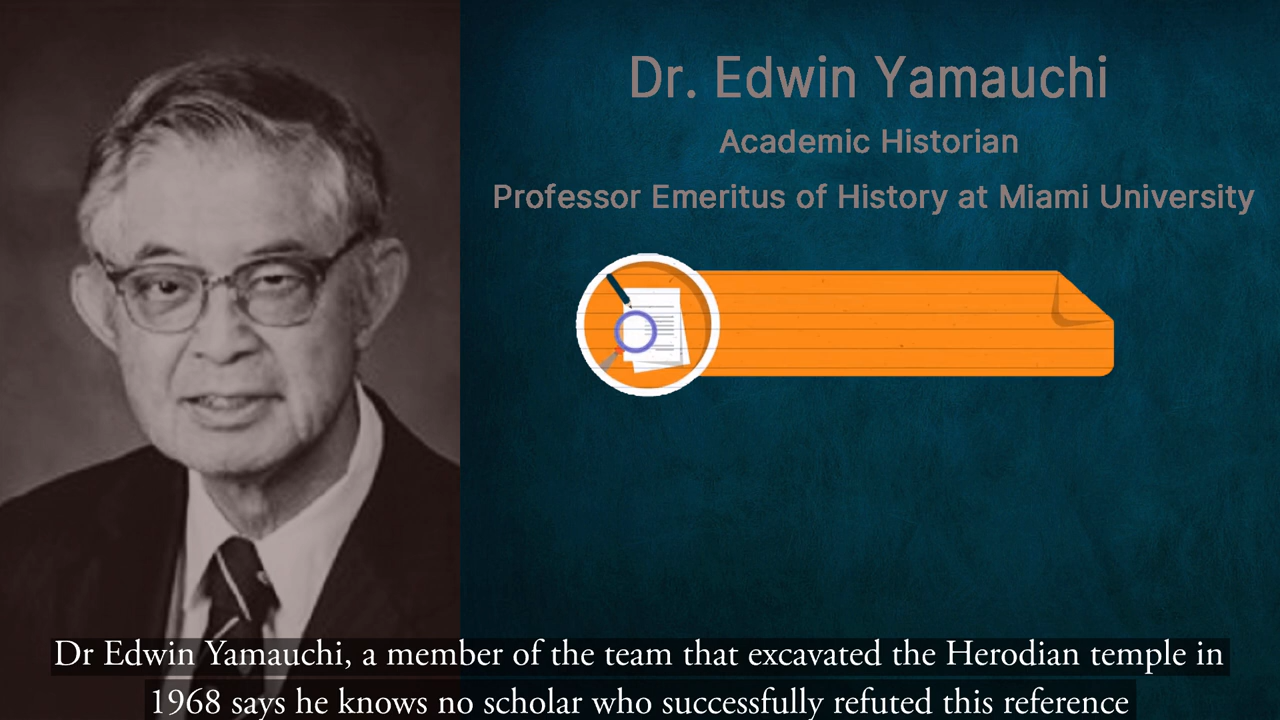 Dr. Edwin Yamauchi
Academic Historian
Professor Emeritus of History at Miami University
Dr Edwin Yamauchi, a member of the team that excavated the Herodian temple in
1968 says he knows no scholar who successfully refuted this reference